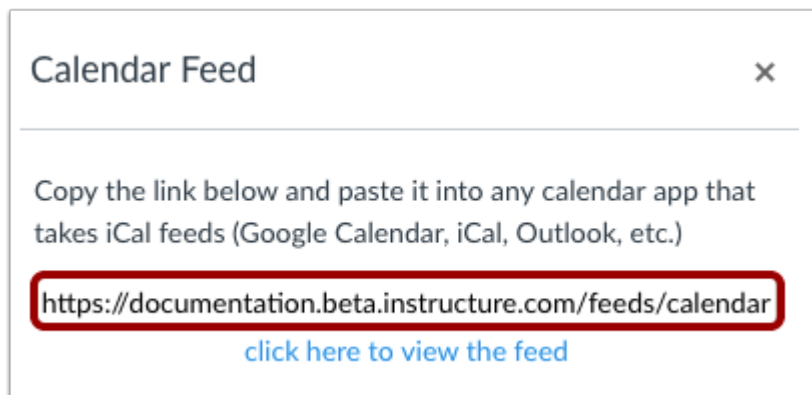 Calendar Feed
Copy the link below and paste it into any calendar app that
takes iCal feeds (Google Calendar, iCal, Outlook, etc.)
https://documentation.beta.instructure.com/feeds/calendar
click here to view the feed